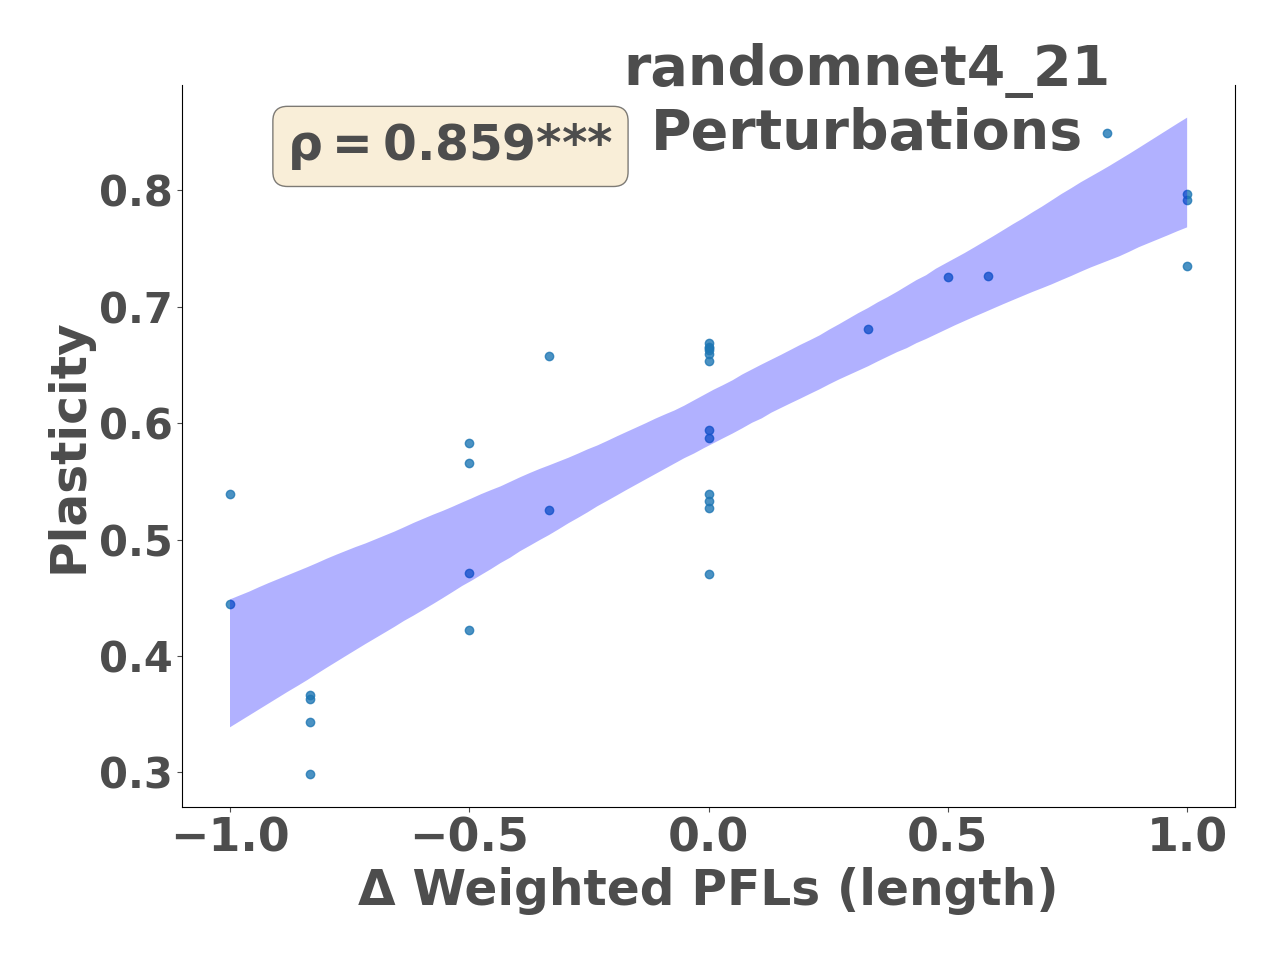 randomnet4_21
Perturbations
ρ = 0.859***
0.8
0.7
0.6
0.5
0.4
0.3
Plasticity
−1.0 −0.5 0.0 0.5 1.0
Δ Weighted PFLs (length)